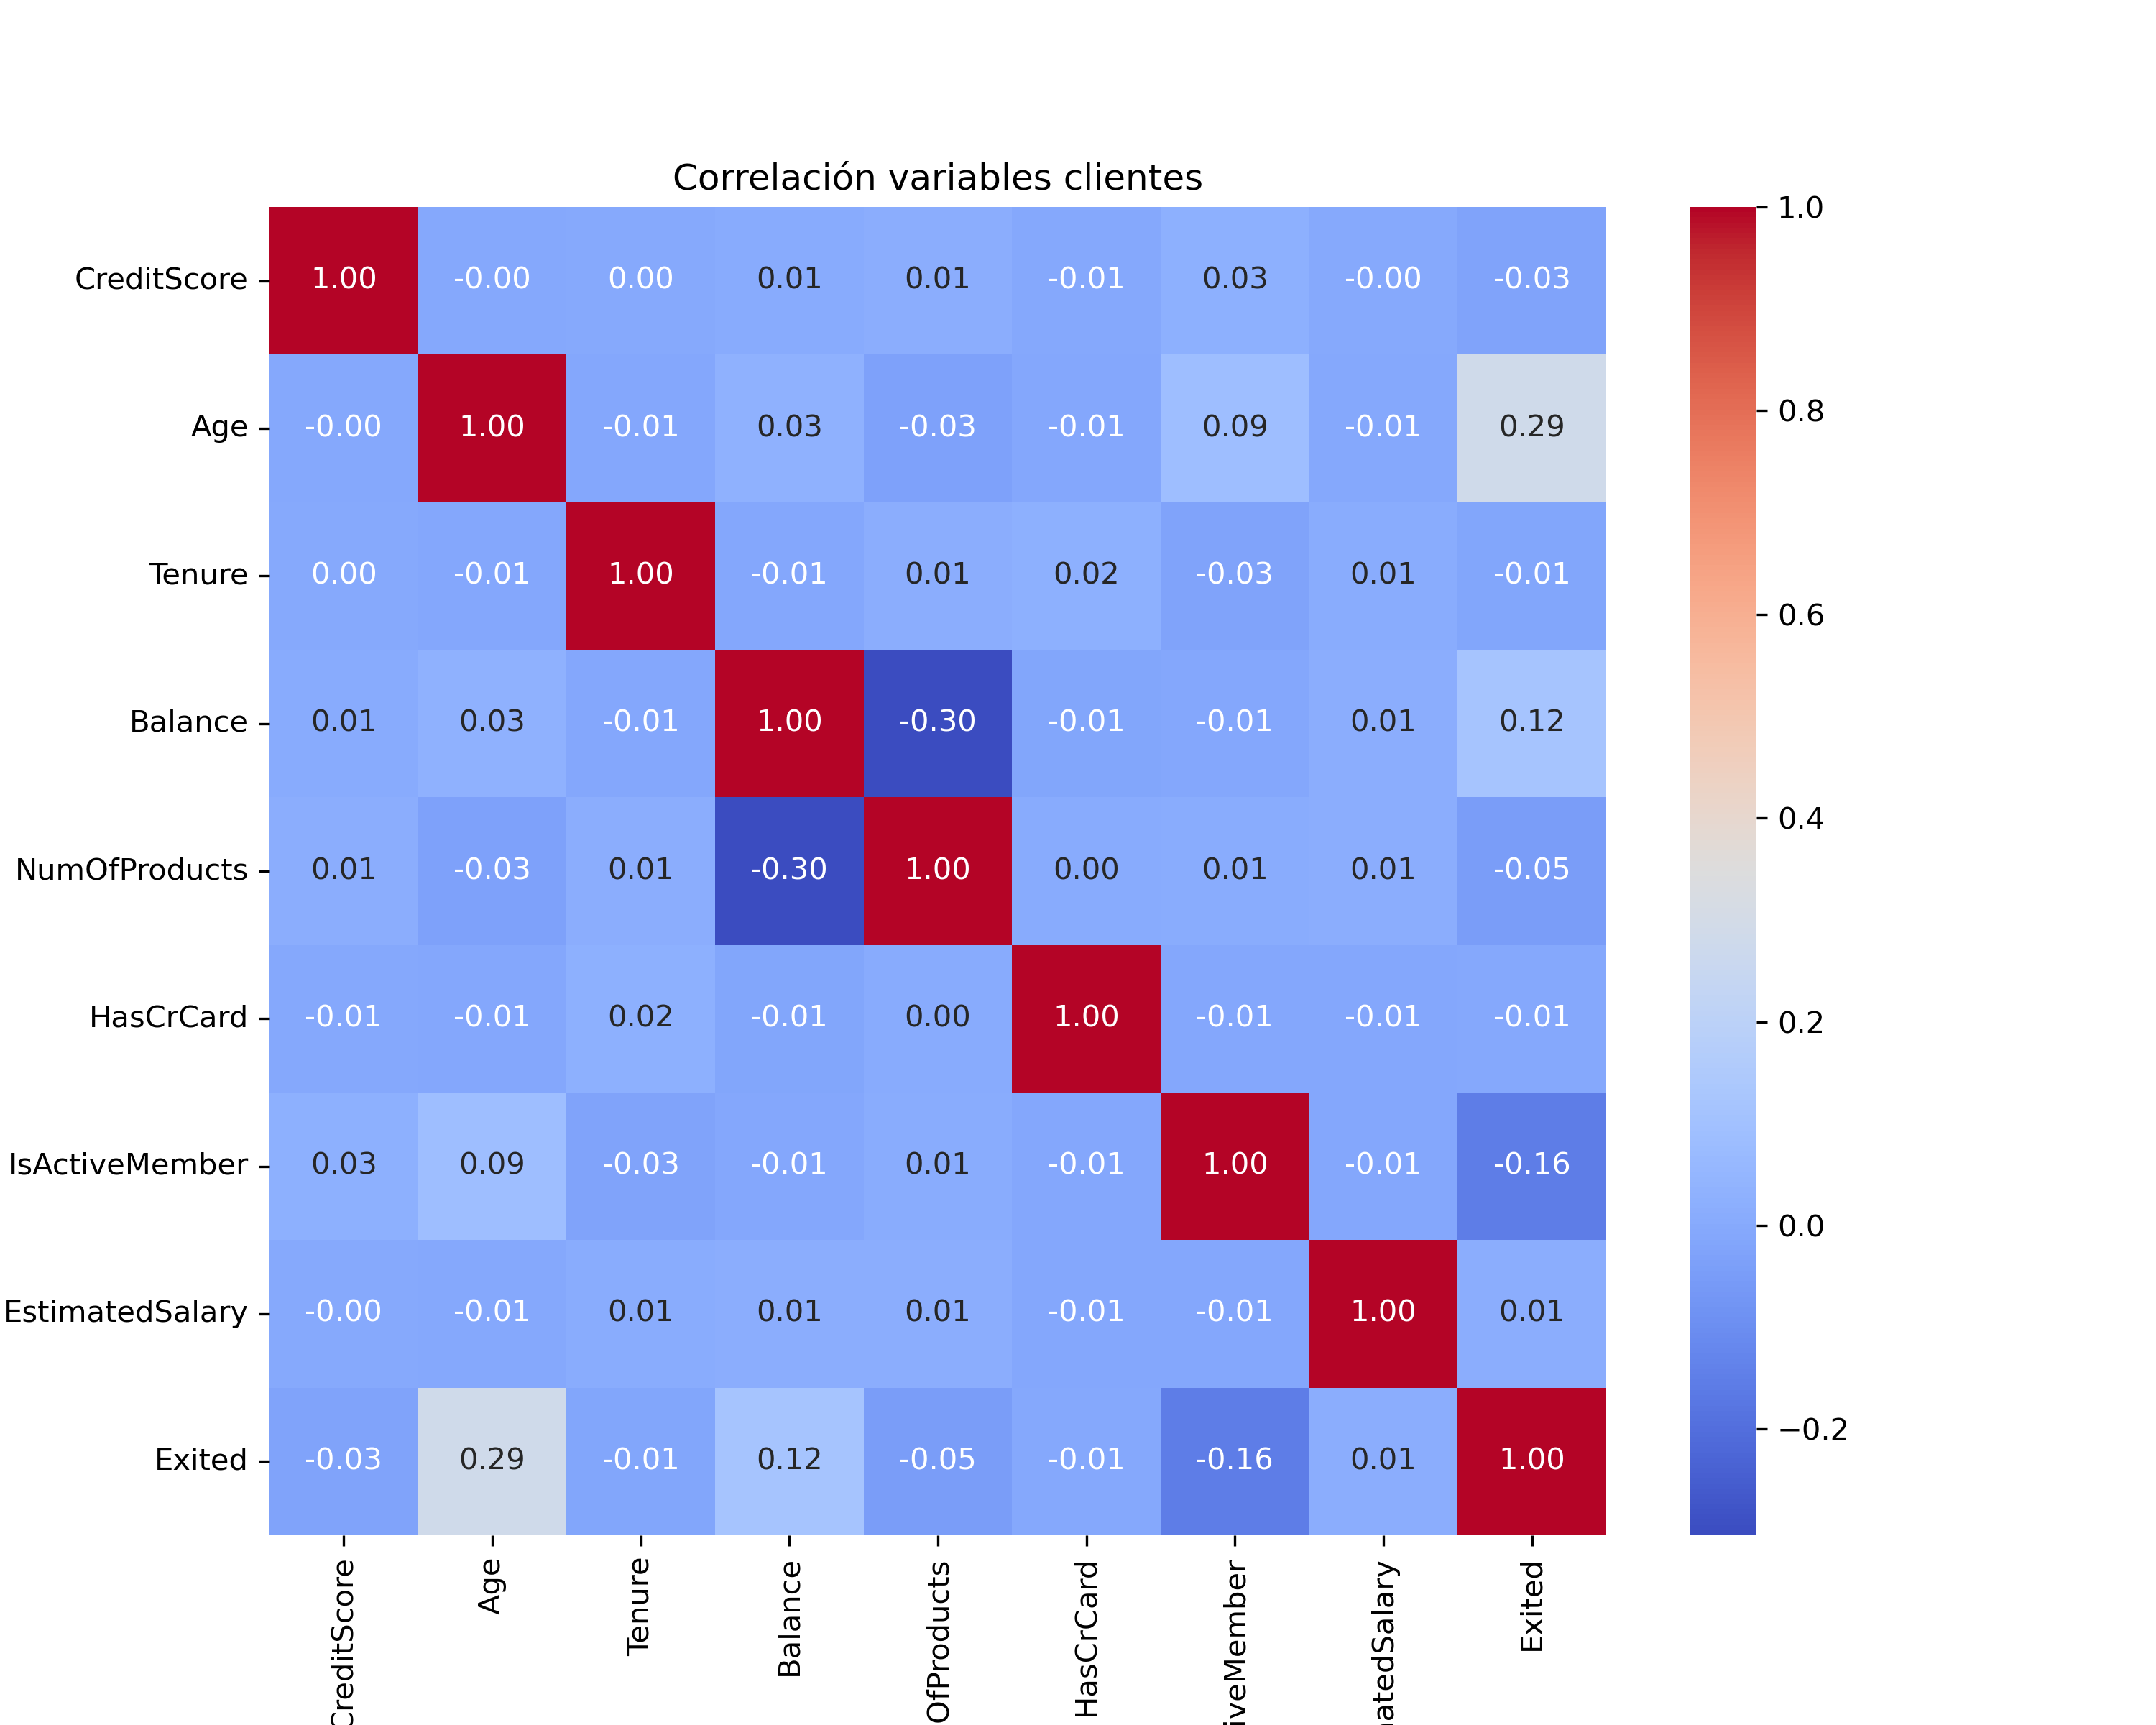 Correlación variables clientes
CreditScore 1.00 -0.00 0.00 0.01 0.01 -0.01 0.03 -0.00 -0.03
Age -0.00 1.00 -0.01 0.03 -0.03 -0.01 0.09 -0.01 0.29
Tenure 0.00 -0.01 1.00 -0.01 0.01 0.02 -0.03 0.01 -0.01
Balance 0.01 0.03 -0.01 1.00 -0.30 -0.01 -0.01 0.01 0.12
NumOfProducts 0.01 -0.03 0.01 -0.30 1.00 0.00 0.01 0.01 -0.05
HasCrCard -0.01 -0.01 0.02 -0.01 0.00 1.00 -0.01 -0.01 -0.01
IsActiveMember 0.03 0.09 -0.03 -0.01 0.01 -0.01 1.00 -0.01 -0.16
EstimatedSalary -0.00 -0.01 0.01 0.01 0.01 -0.01 -0.01 1.00 0.01
Exited -0.03 0.29 -0.01 0.12 -0.05 -0.01 -0.16 0.01 1.00
CreditScore
Age
Tenure
Balance
OfProducts
HasCrCard
iveMember
atedSalary
Exited
1.0
0.8
0.6
0.4
0.2
0.0
−0.2